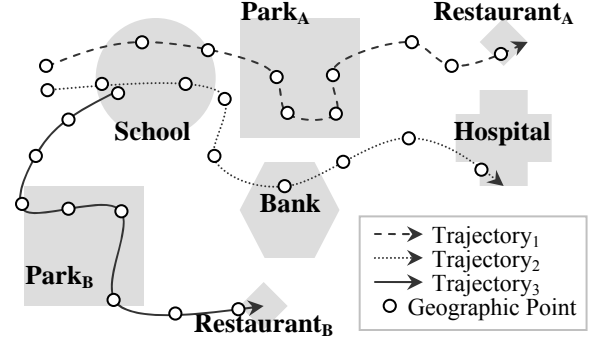 Park_A
Restaurant_A
School
Hospital
Bank
Park_B
Restaurant_B
Trajectory_1
Trajectory_2
Trajectory_3
Geographic Point